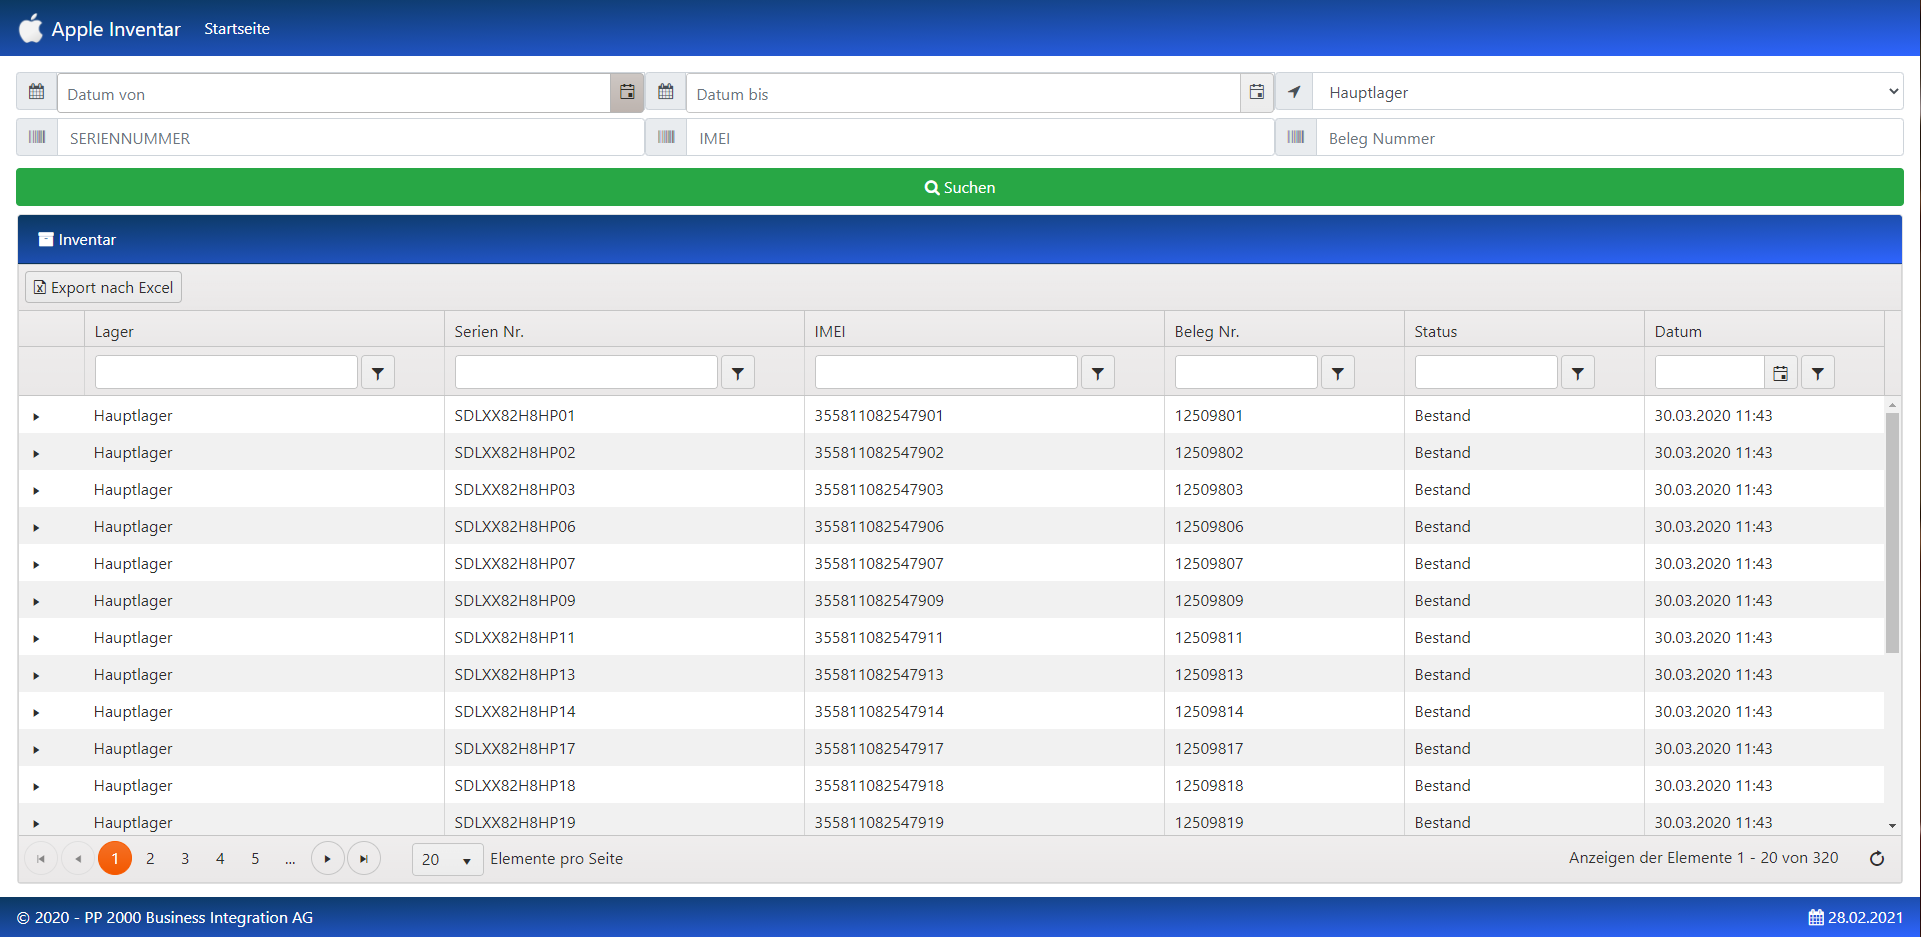 Apple Inventar Startseite
Datum von Datum bis Hauptlager
SERIENNUMMER IMEI Beleg Nummer
Suchen
Inventar
Export nach Excel
Lager Serien Nr. IMEI Beleg Nr. Status Datum
Hauptlager SDLXX82H8HP01 355811082547901 12509801 Bestand 30.03.2020 11:43
Hauptlager SDLXX82H8HP02 355811082547902 12509802 Bestand 30.03.2020 11:43
Hauptlager SDLXX82H8HP03 355811082547903 12509803 Bestand 30.03.2020 11:43
Hauptlager SDLXX82H8HP06 355811082547906 12509806 Bestand 30.03.2020 11:43
Hauptlager SDLXX82H8HP07 355811082547907 12509807 Bestand 30.03.2020 11:43
Hauptlager SDLXX82H8HP09 355811082547909 12509809 Bestand 30.03.2020 11:43
Hauptlager SDLXX82H8HP11 355811082547911 12509811 Bestand 30.03.2020 11:43
Hauptlager SDLXX82H8HP13 355811082547913 12509813 Bestand 30.03.2020 11:43
Hauptlager SDLXX82H8HP14 355811082547914 12509814 Bestand 30.03.2020 11:43
Hauptlager SDLXX82H8HP17 355811082547917 12509817 Bestand 30.03.2020 11:43
Hauptlager SDLXX82H8HP18 355811082547918 12509818 Bestand 30.03.2020 11:43
Hauptlager SDLXX82H8HP19 355811082547919 12509819 Bestand 30.03.2020 11:43
1 2 3 4 5 ... 20 Elemente pro Seite Anzeigen der Elemente 1 - 20 von 320
© 2020 - PP 2000 Business Integration AG 28.02.2021